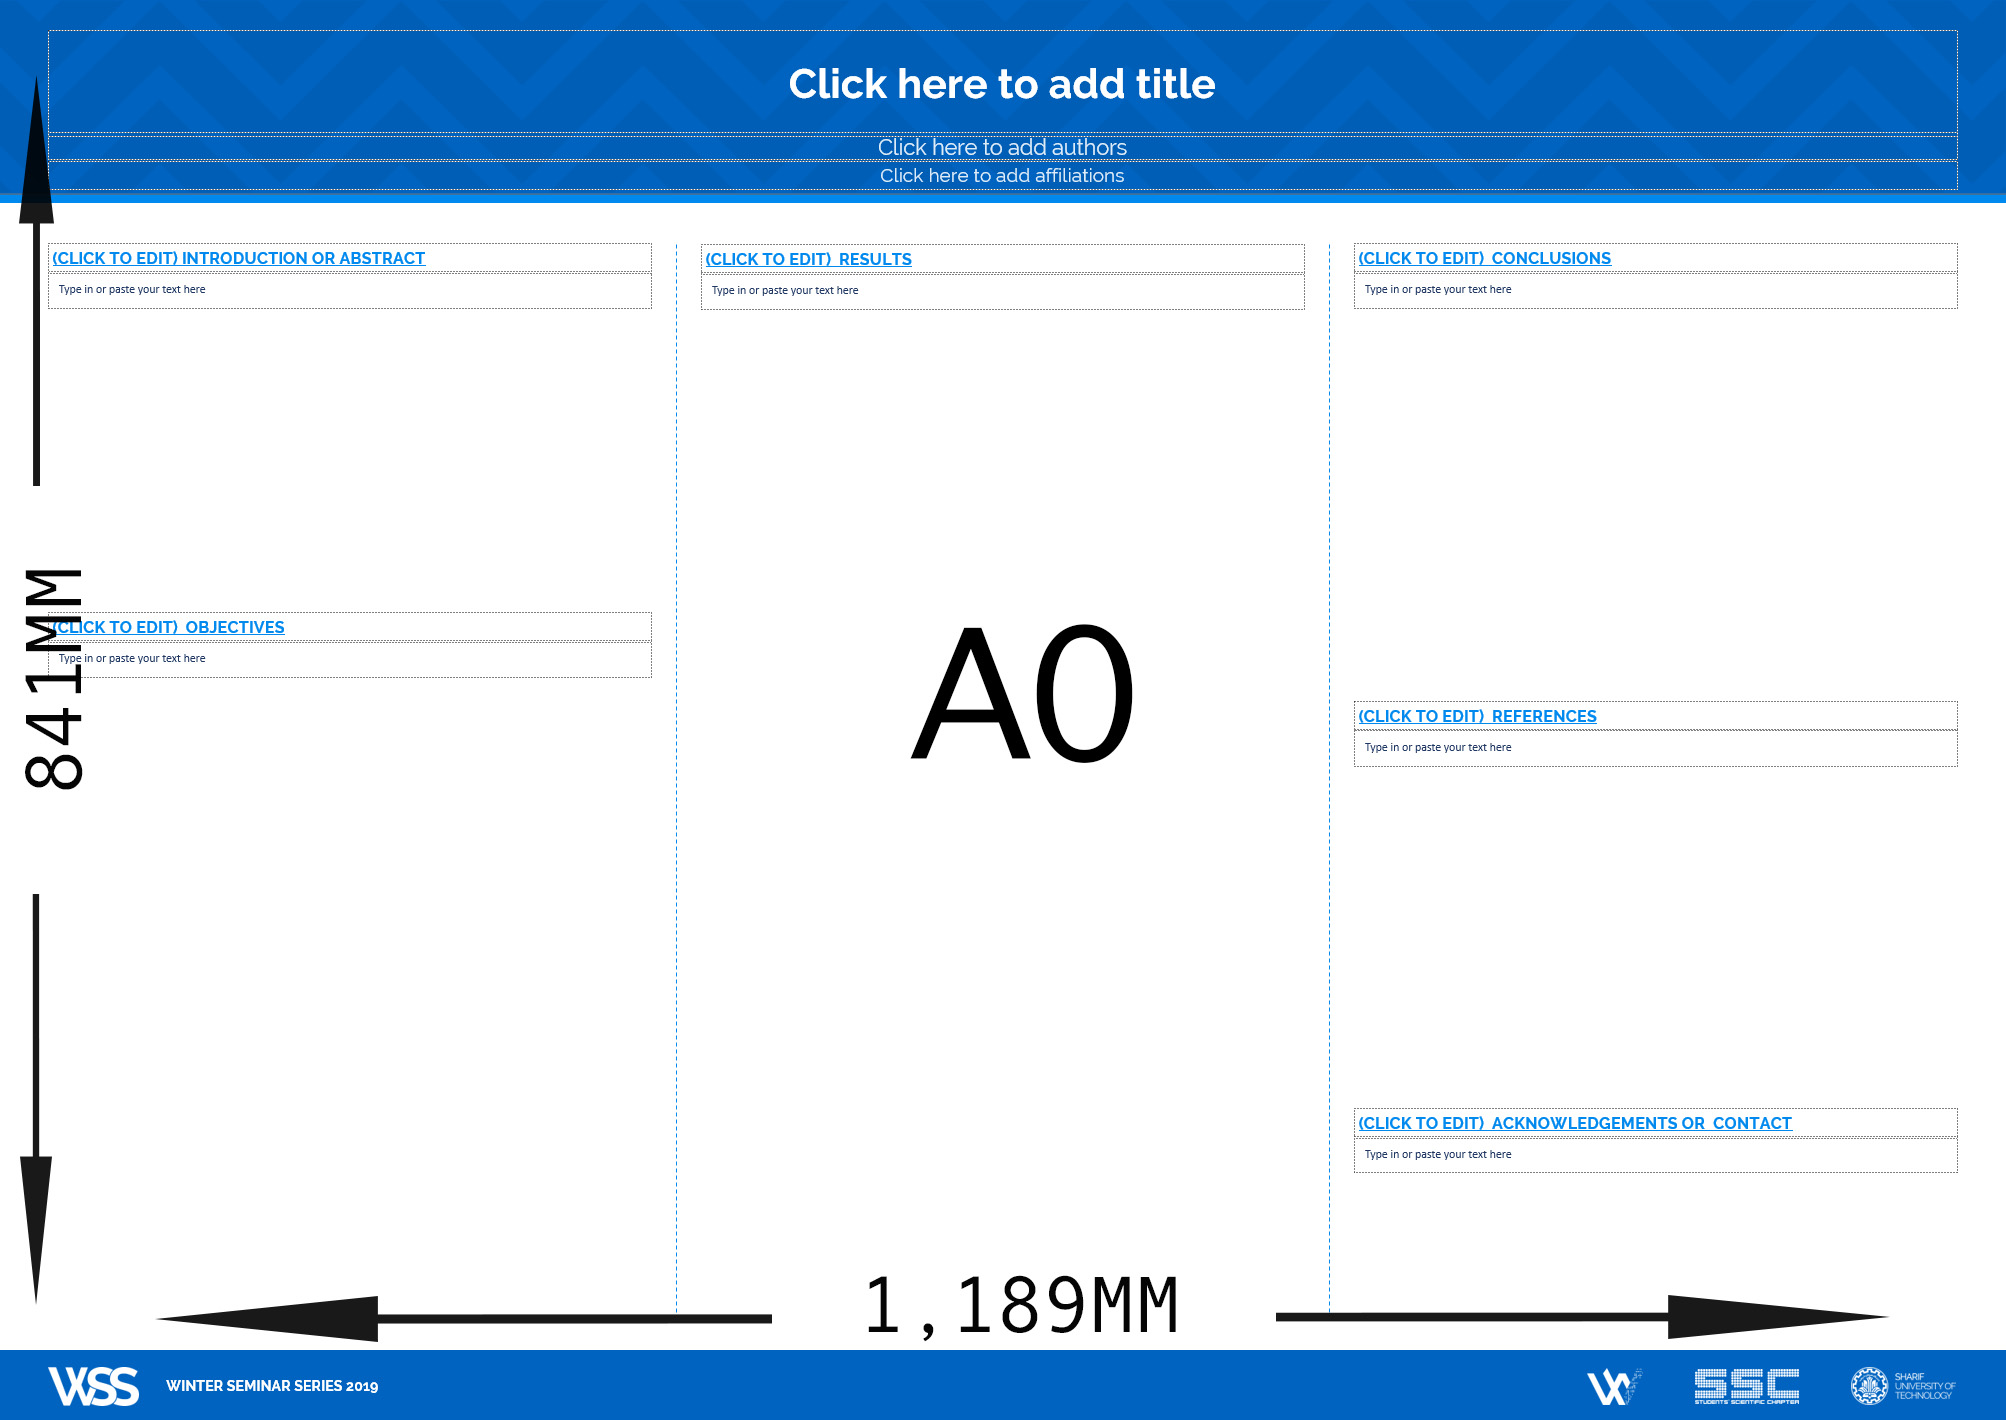 Click here to add title
Click here to add authors
Click here to add affiliations
(CLICK TO EDIT) INTRODUCTION OR ABSTRACT
Type in or paste your text here
841MM
(CLICK TO EDIT)  OBJECTIVES
Type in or paste your text here
(CLICK TO EDIT)  RESULTS
Type in or paste your text here
A0
(CLICK TO EDIT)  CONCLUSIONS
Type in or paste your text here
(CLICK TO EDIT)  REFERENCES
Type in or paste your text here
(CLICK TO EDIT)  ACKNOWLEDGEMENTS OR  CONTACT
Type in or paste your text here
1,189MM
WSS
WINTER SEMINAR SERIES 2019
SSC
STUDENTS' SCIENTIFIC CHAPTER
SHARIF
UNIVERSITY OF
TECHNOLOGY